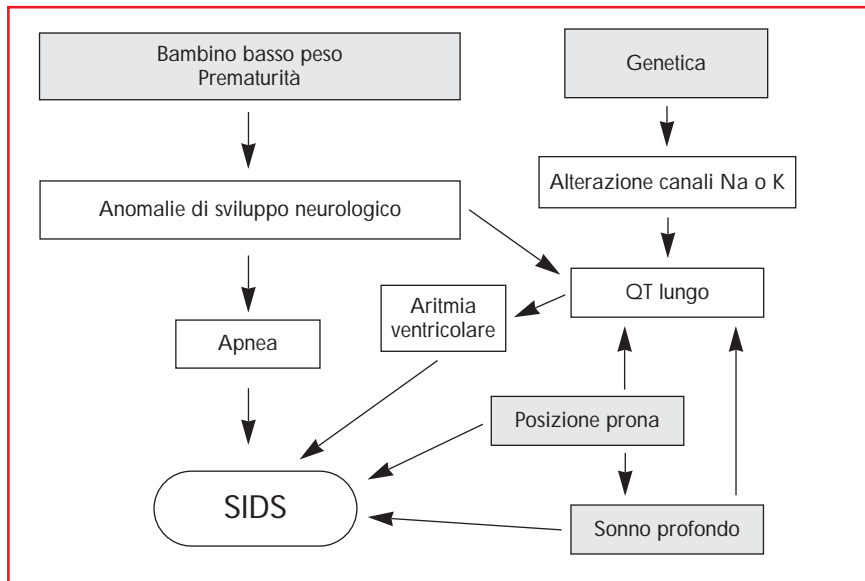 Bambino basso peso
Prematurità
Genetica
Alterazione canali Na o K
Anomalie di sviluppo neurologico
QT lungo
Aritmia
ventricolare
Apnea
Posizione prona
SIDS
Sonno profondo